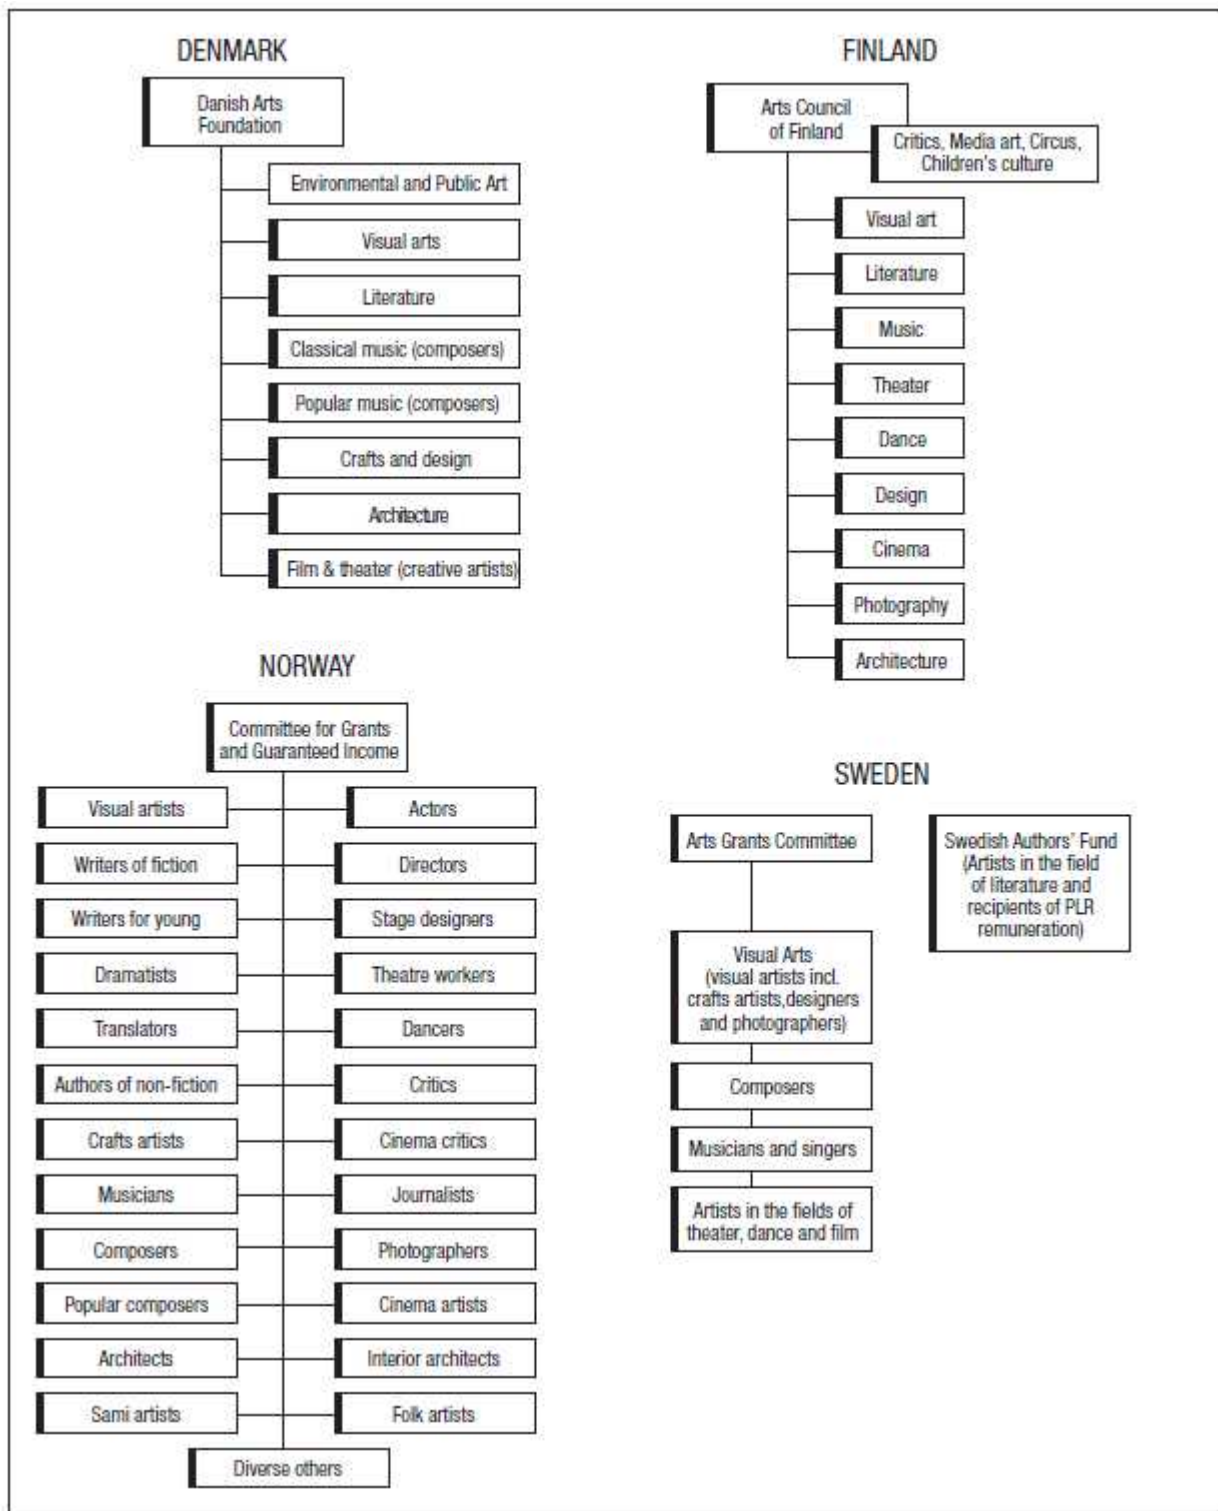 DENMARK
Danish Arts
Foundation
Environmental and Public Art
Visual arts
Literature
Classical music (composers)
Popular music (composers)
Crafts and design
Architecture
Film & theater (creative artists)
FINLAND
Arts Council
of Finland
Critics, Media art, Circus,
Children's culture
Visual art
Literature
Music
Theater
Dance
Design
Cinema
Photography
Architecture
NORWAY
Committee for Grants
and Guaranteed Income
Visual artists
Actors
Writers of fiction
Directors
Writers for young
Stage designers
Dramatists
Theatre workers
Translators
Dancers
Authors of non-fiction
Critics
Crafts artists
Cinema critics
Musicians
Journalists
Composers
Photographers
Popular composers
Cinema artists
Architects
Interior architects
Sami artists
Folk artists
Diverse others
SWEDEN
Arts Grants Committee
Visual Arts
(visual artists incl.
crafts artists,designers
and photographers)
Composers
Musicians and singers
Artists in the fields of
theater, dance and film
Swedish Authors' Fund
(Artists in the field
of literature and
recipients of PLR
remuneration)